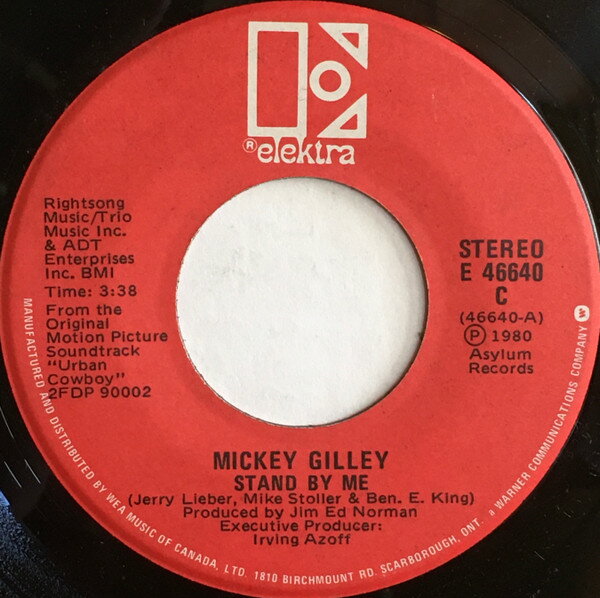 ® elektra
Rightsong
Music/Trio
Music Inc.
& ADT
Enterprises
Inc. BMI
Time: 3:38
From the
Original
Motion Picture
Soundtrack
"Urban
Cowboy"
2FDP 90002
STEREO
E 46640
C
(46640-A)
Ⓟ 1980
Asylum
Records
MICKEY GILLEY
STAND BY ME
(Jerry Lieber, Mike Stoller & Ben. E. King)
Produced by Jim Ed Norman
Executive Producer:
Irving Azoff
MANUFACTURED AND DISTRIBUTED BY WEA MUSIC OF CANADA, LTD. 1810 BIRCHMOUNT RD. SCARBOROUGH, ONT. a WARNER COMMUNICATIONS COMPANY